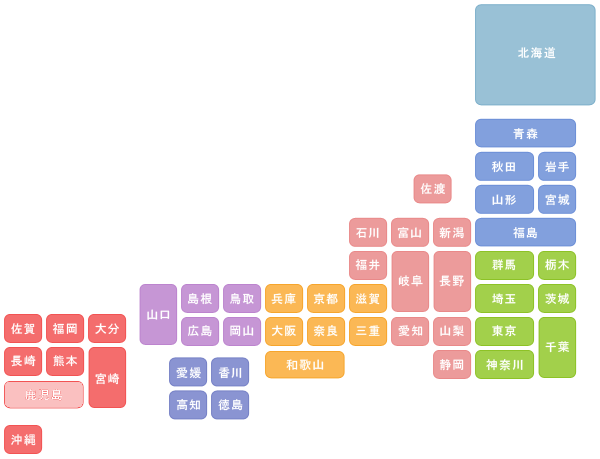 北海道
青森
秋田 岩手
佐渡
山形 宮城
石川 富山 新潟 福島
福井 岐阜 長野 群馬 栃木
山口 島根 鳥取 兵庫 京都 滋賀 埼玉 茨城
佐賀 福岡 大分 広島 岡山 大阪 奈良 三重 愛知 山梨 東京 千葉
長崎 熊本 宮崎 愛媛 香川 和歌山 静岡 神奈川
鹿児島 高知 徳島
沖縄